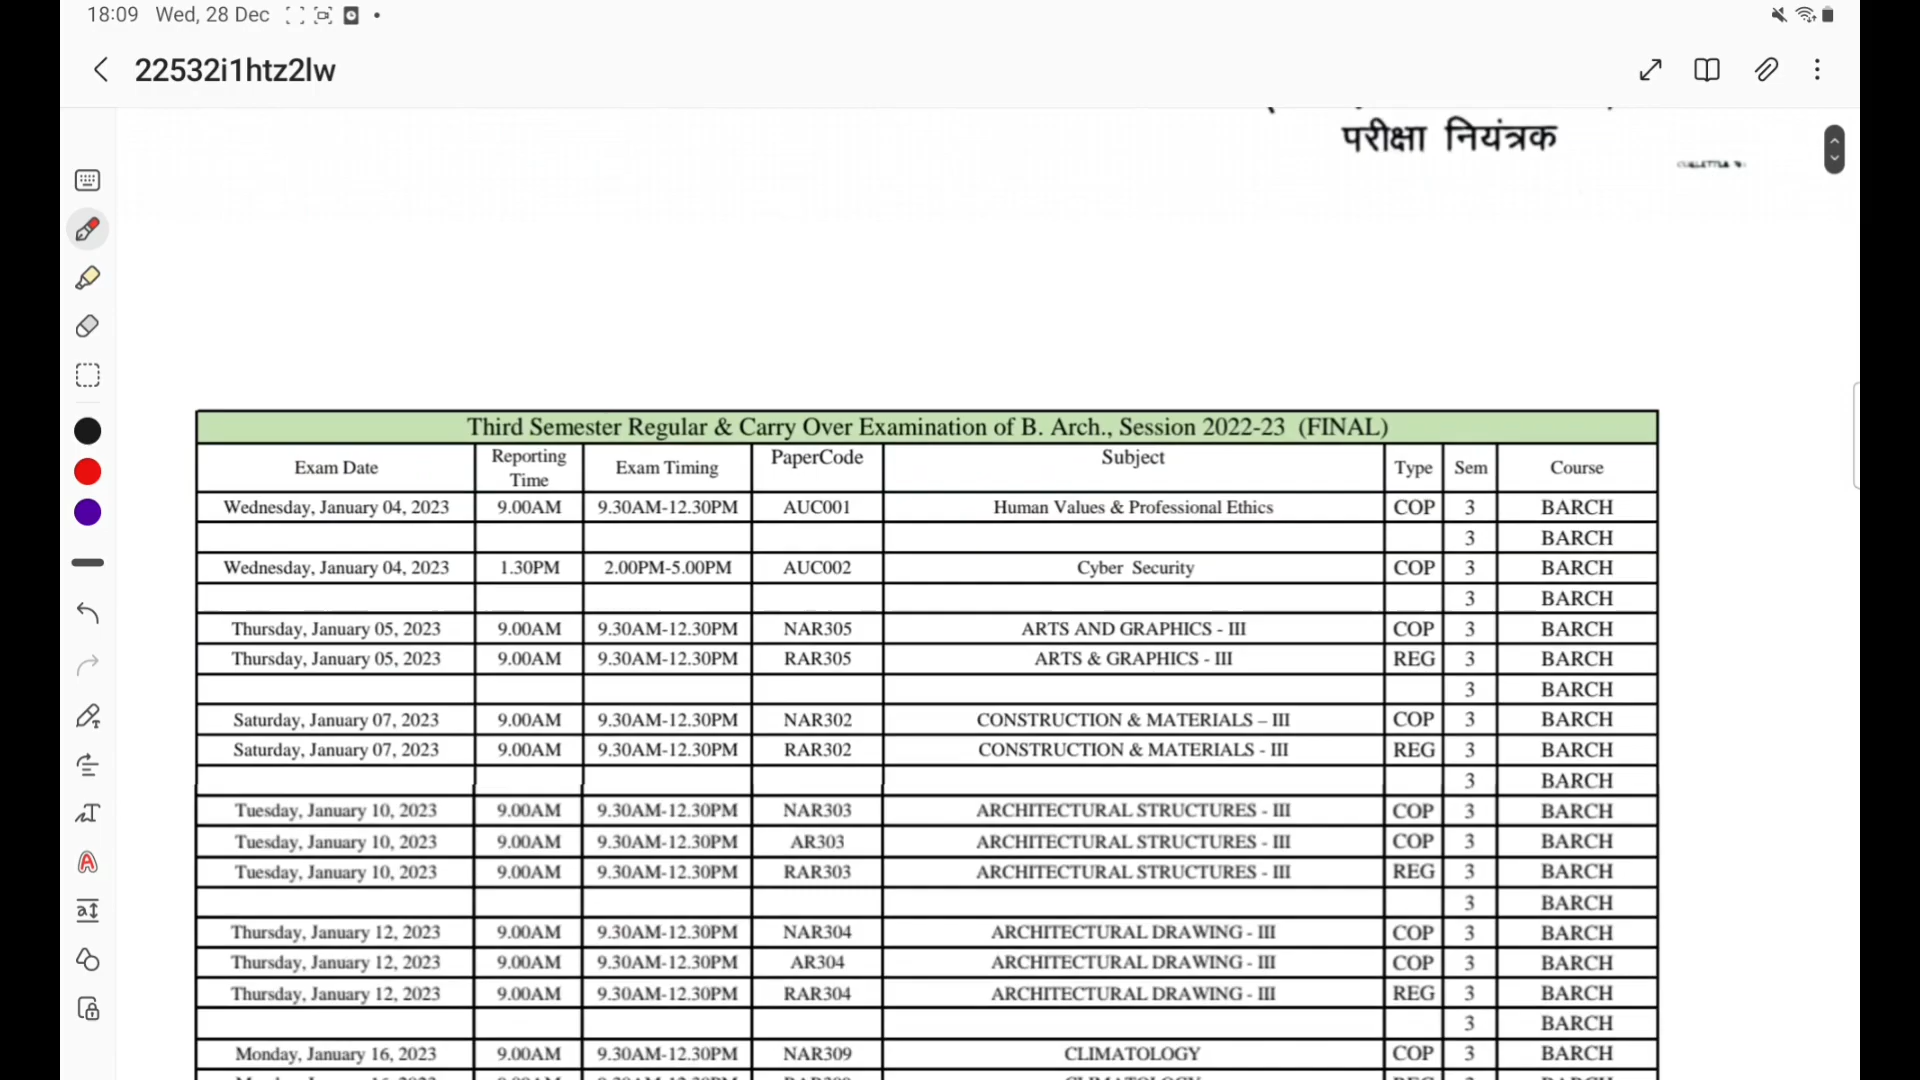 18:09 Wed, 28 Dec
22532i1htz2lw
परीक्षा नियंत्रक
Third Semester Regular & Carry Over Examination of B. Arch., Session 2022-23 (FINAL)
Exam Date Reporting Time Exam Timing PaperCode Subject Type Sem Course
Wednesday, January 04, 2023 9.00AM 9.30AM-12.30PM AUC001 Human Values & Professional Ethics COP 3 BARCH
3 BARCH
Wednesday, January 04, 2023 1.30PM 2.00PM-5.00PM AUC002 Cyber Security COP 3 BARCH
3 BARCH
Thursday, January 05, 2023 9.00AM 9.30AM-12.30PM NAR305 ARTS AND GRAPHICS - III COP 3 BARCH
Thursday, January 05, 2023 9.00AM 9.30AM-12.30PM RAR305 ARTS & GRAPHICS - III REG 3 BARCH
3 BARCH
Saturday, January 07, 2023 9.00AM 9.30AM-12.30PM NAR302 CONSTRUCTION & MATERIALS – III COP 3 BARCH
Saturday, January 07, 2023 9.00AM 9.30AM-12.30PM RAR302 CONSTRUCTION & MATERIALS - III REG 3 BARCH
3 BARCH
Tuesday, January 10, 2023 9.00AM 9.30AM-12.30PM NAR303 ARCHITECTURAL STRUCTURES - III COP 3 BARCH
Tuesday, January 10, 2023 9.00AM 9.30AM-12.30PM AR303 ARCHITECTURAL STRUCTURES - III COP 3 BARCH
Tuesday, January 10, 2023 9.00AM 9.30AM-12.30PM RAR303 ARCHITECTURAL STRUCTURES - III REG 3 BARCH
3 BARCH
Thursday, January 12, 2023 9.00AM 9.30AM-12.30PM NAR304 ARCHITECTURAL DRAWING - III COP 3 BARCH
Thursday, January 12, 2023 9.00AM 9.30AM-12.30PM AR304 ARCHITECTURAL DRAWING - III COP 3 BARCH
Thursday, January 12, 2023 9.00AM 9.30AM-12.30PM RAR304 ARCHITECTURAL DRAWING - III REG 3 BARCH
3 BARCH
Monday, January 16, 2023 9.00AM 9.30AM-12.30PM NAR309 CLIMATOLOGY COP 3 BARCH